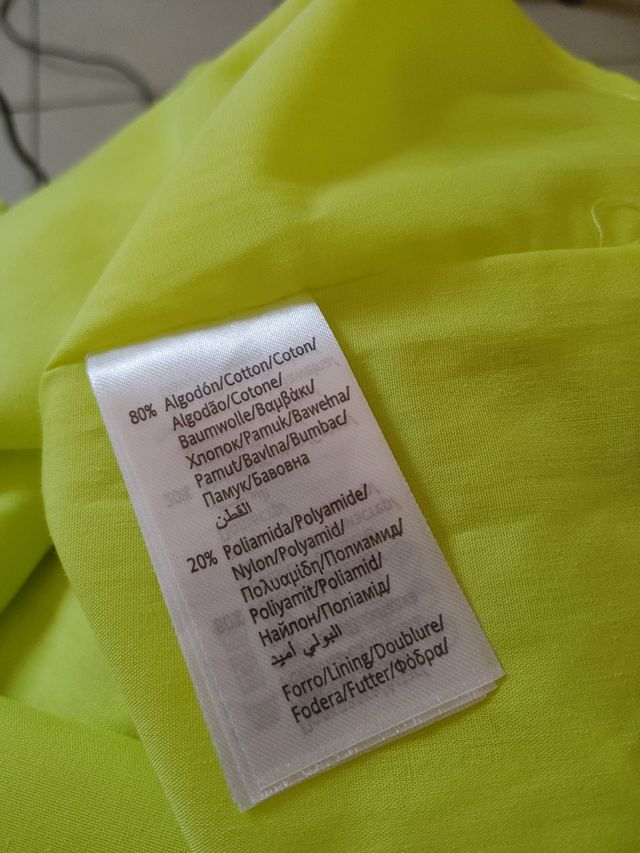 80% Algodón/Cotton/Coton/
Algodão/Cotone/
Baumwolle/Βαμβάκι/
Хлопок/Pamuk/Bawełna/
Pamut/Bavlna/Bumbac/
Памук/Бавовна
القطن
20% Poliamida/Polyamide/
Nylon/Polyamid/
Πολυαμίδη/Полиамид/
Poliyamit/Poliamid/
Найлон/Поліамід/
البولي أميد
Forro/Lining/Doublure/
Fodera/Futter/Φόδρα/